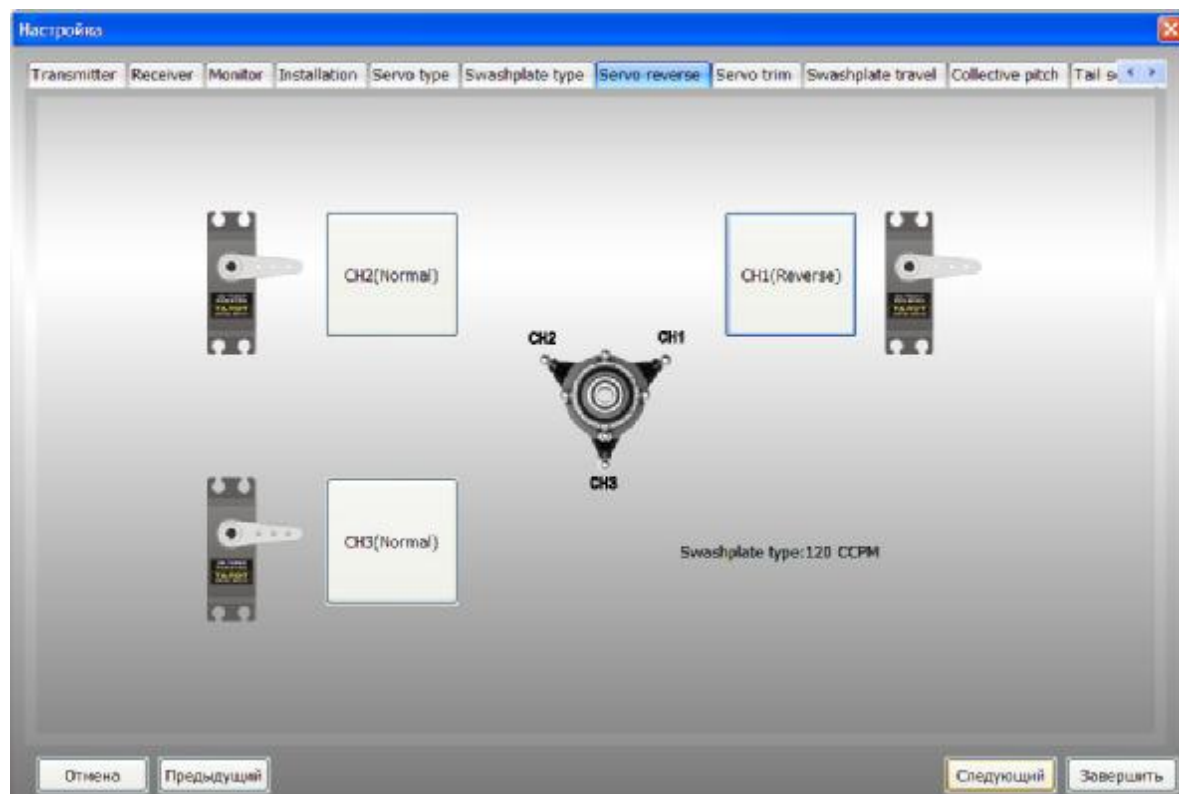 Настройка
Transmitter Receiver Monitor Installation Servo type Swashplate type Servo reverse Servo trim Swashplate travel Collective pitch Tail s
CH2(Normal) CH1(Reverse)
CH2 CH1
CH3
CH3(Normal)
Swashplate type:120 CCPM
Отмена Предыдущий Следующий Завершить